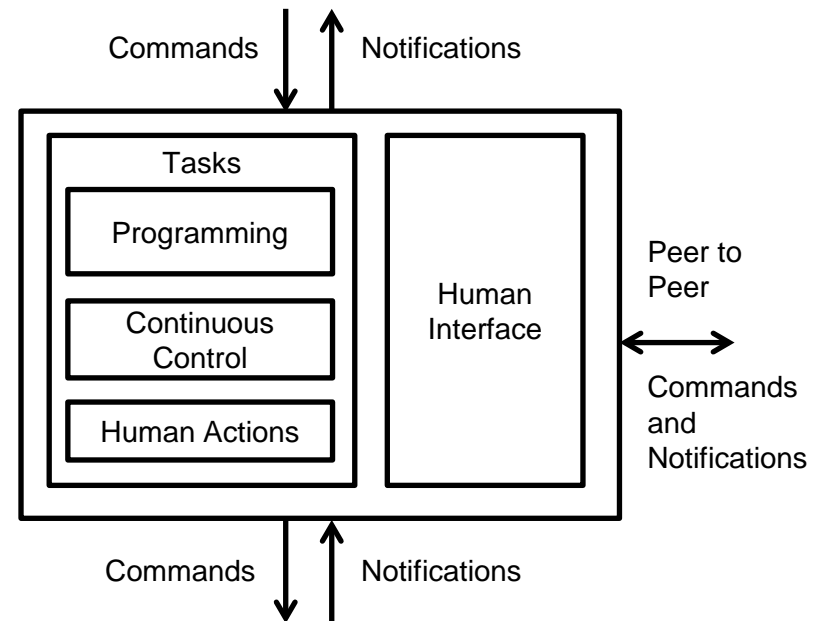 Commands
Notifications
Tasks
Programming
Continuous
Control
Human Actions
Human
Interface
Peer to
Peer
Commands
and
Notifications
Commands
Notifications